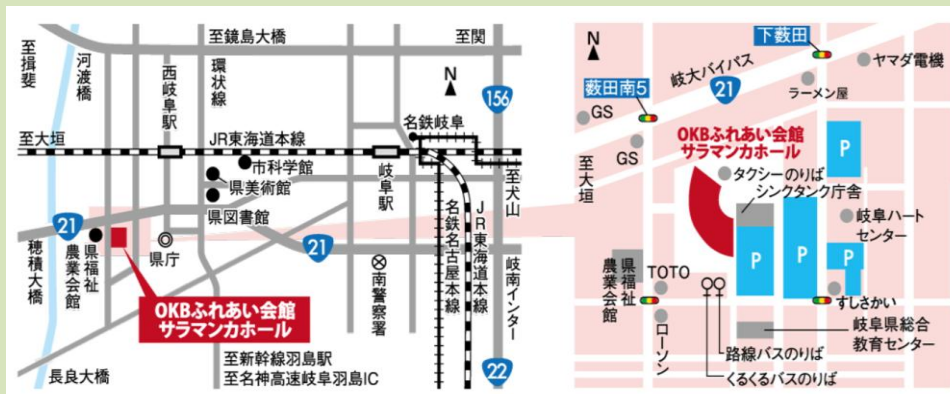 至鏡島大橋
至関
至揖斐
河渡橋
西岐阜駅
環状線
N
156
名鉄岐阜
至大垣
JR東海道本線
市科学館
県美術館
県図書館
岐阜駅
至犬山
21
穂積大橋
県福祉
農業会館
県庁
21
南警察署
名鉄名古屋本線
JR東海道本線
岐南インター
OKBふれあい会館
サラマンカホール
至新幹線羽島駅
至名神高速岐阜羽島IC
長良大橋
22
N
下薮田
ヤマダ電機
岐大バイパス
21
ラーメン屋
薮田南5
GS
GS
OKBふれあい会館
サラマンカホール
至大垣
タクシーのりば
シンクタンク庁舎
P
P
P
P
岐阜ハート
センター
県福祉
農業会館
TOTO
すしさかい
ローソン
岐阜県総合
教育センター
路線バスのりば
くるくるバスのりば